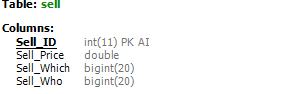 Table: sell
Columns:
Sell_ID int(11) PK AI
Sell_Price double
Sell_Which bigint(20)
Sell_Who bigint(20)